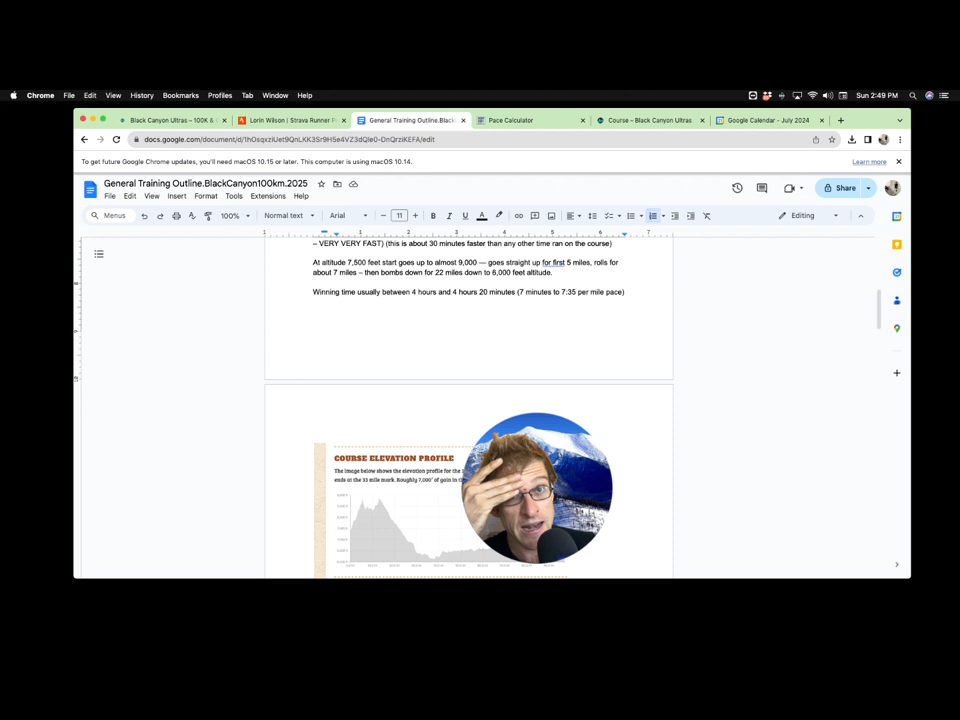 Chrome File Edit View History Bookmarks Profiles Tab Window Help Sun 2:49 PM
Black Canyon Ultras – 100K & Lorin Wilson | Strava Runner P General Training Outline.Black Pace Calculator Course – Black Canyon Ultras Google Calendar - July 2024
To get future Google Chrome updates, you'll need macOS 10.15 or later. This computer is using macOS 10.14. Learn more
General Training Outline.BlackCanyon100km.2025
Share
File Edit View Insert Format Tools Extensions Help
Menus 100% Normal text Arial 11 B I U A Editing
1 1 2 3 4 5 6 7
– VERY VERY FAST) (this is about 30 minutes faster than any other time ran on the course)
At altitude 7,500 feet start goes up to almost 9,000 — goes straight up for first 5 miles, rolls for
about 7 miles – then bombs down for 22 miles down to 6,000 feet altitude.
Winning time usually between 4 hours and 4 hours 20 minutes (7 minutes to 7:35 per mile pace)
COURSE ELEVATION PROFILE
The image below shows the elevation profile for the
ends at the 53 mile mark. Roughly 7,000' of gain in